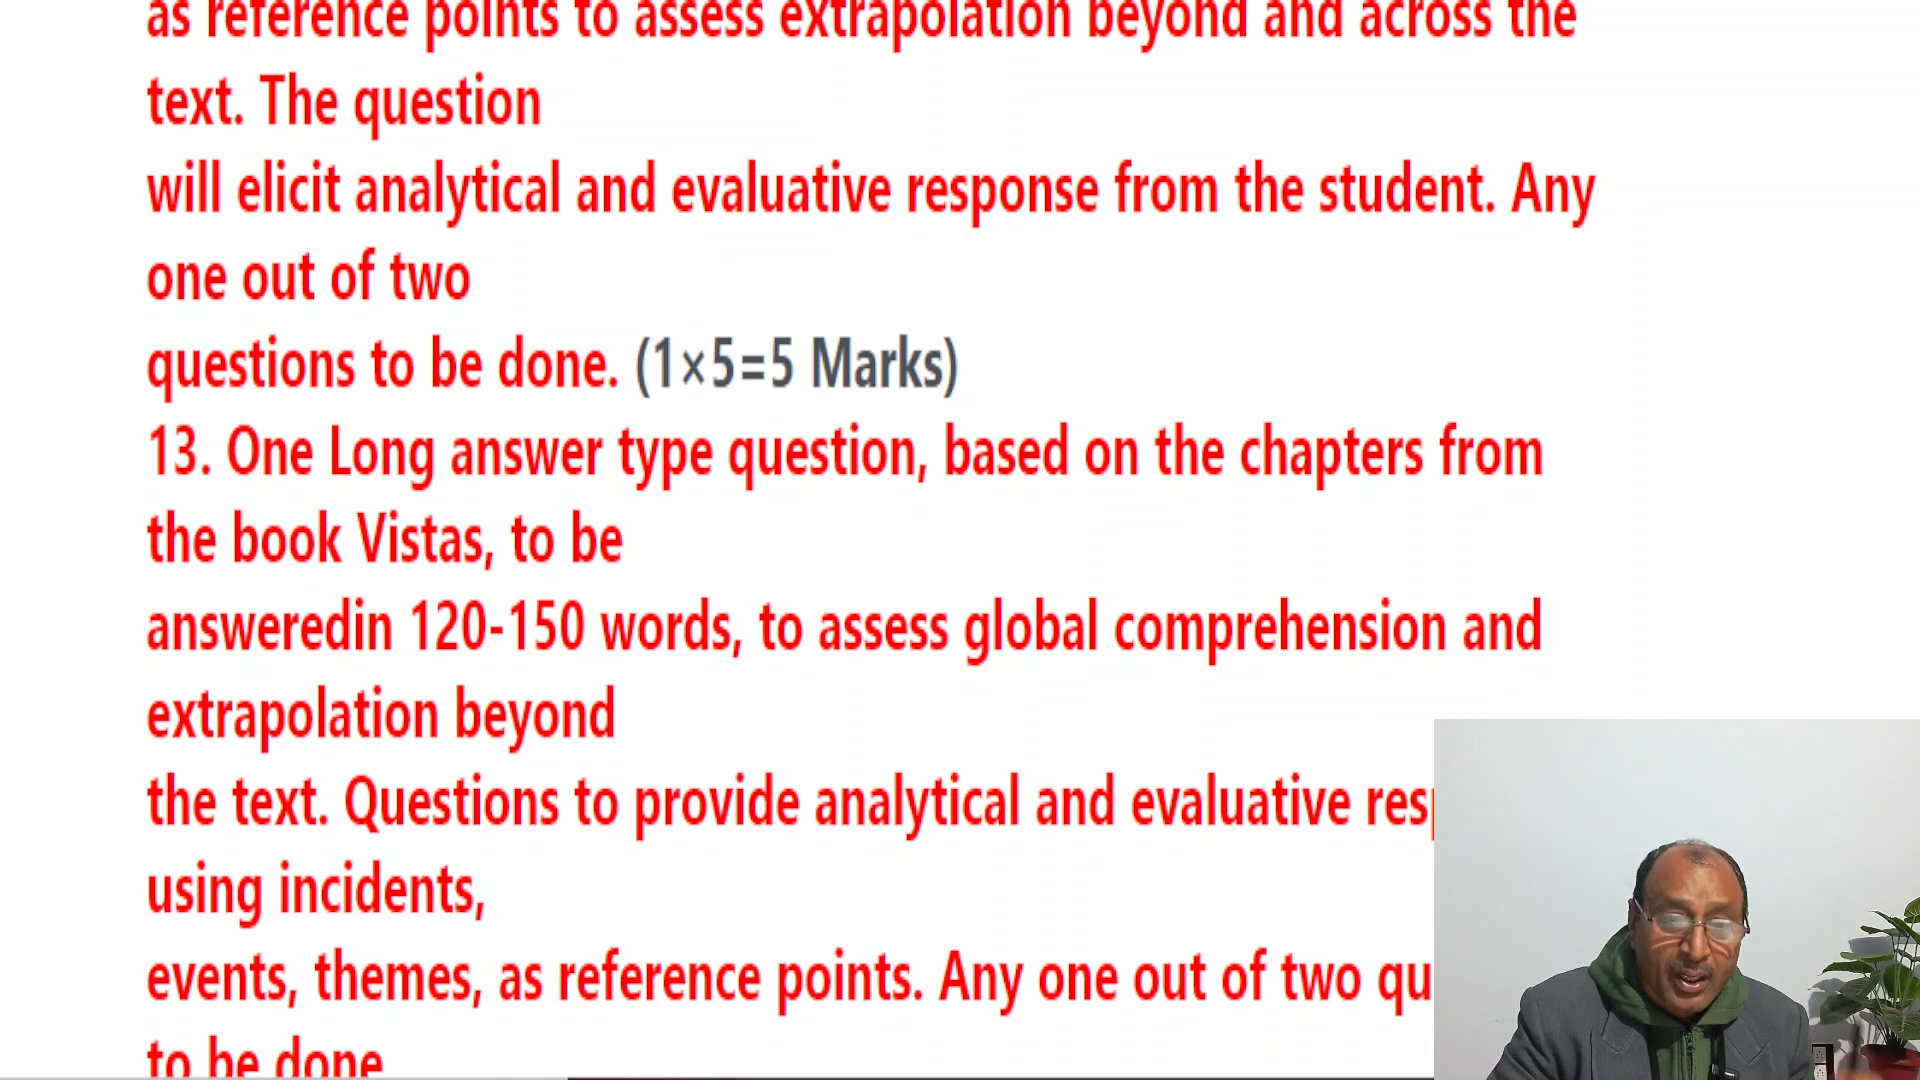 as reference points to assess extrapolation beyond and across the
text. The question
will elicit analytical and evaluative response from the student. Any
one out of two
questions to be done. (1×5=5 Marks)
13. One Long answer type question, based on the chapters from
the book Vistas, to be
answeredin 120-150 words, to assess global comprehension and
extrapolation beyond
the text. Questions to provide analytical and evaluative
using incidents,
events, themes, as reference points. Any one out of two
to be done